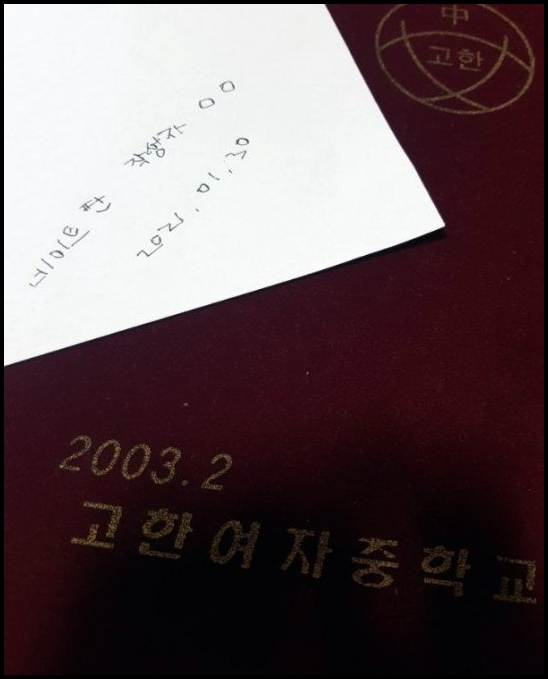 中
고한
네이트 판 작성자 ㅇㅇ
2021.01.30
2003.2
고한여자중학교